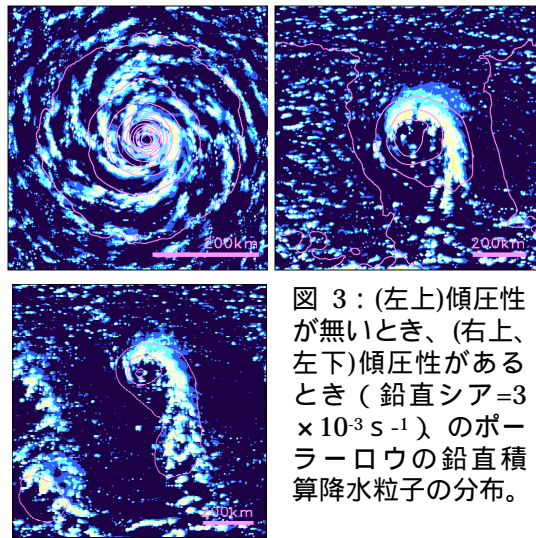 200km
200km
200km
図 3：(左上)傾圧性
が無いとき、(右上、
左下)傾圧性がある
とき（鉛直シア=3
×10-3 s -1）、のポー
ラーロウの鉛直積
算降水粒子の分布。